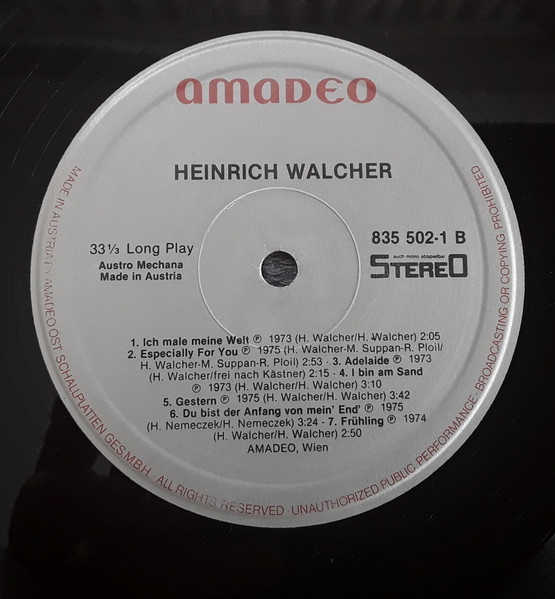 amadeo
HEINRICH WALCHER
33 1/3 Long Play
Austro Mechana
Made in Austria
835 502-1 B
auch mono abspielbar
STEREO
1. Ich male meine Welt ℗ 1973 (H. Walcher/H. Walcher) 2:05
2. Especially For You ℗ 1975 (H. Walcher-M. Suppan-R. Ploil/
H. Walcher-M. Suppan-R. Ploil) 2:53 · 3. Adelaide ℗ 1973
(H. Walcher/frei nach Kästner) 2:15 · 4. I bin am Sand
℗ 1973 (H. Walcher/H. Walcher) 3:10
5. Gestern ℗ 1975 (H. Walcher/H. Walcher) 3:42
6. Du bist der Anfang von mein' End' ℗ 1975
(H. Nemeczek/H. Nemeczek) 3:24 · 7. Frühling ℗ 1974
(H. Walcher/H. Walcher) 2:50
AMADEO, Wien
MADE IN AUSTRIA BY AMADEO ÖST. SCHALLPLATTEN GES.M.B.H. · ALL RIGHTS RESERVED · UNAUTHORIZED PUBLIC PERFORMANCE · BROADCASTING OR COPYING PROHIBITED